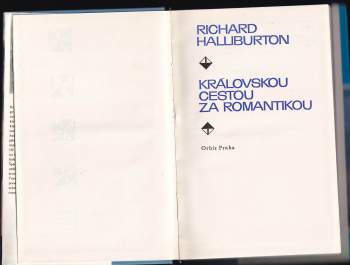 RICHARD
HALLIBURTON
KRÁLOVSKOU
CESTOU
ZA ROMANTIKOU
Orbis Praha